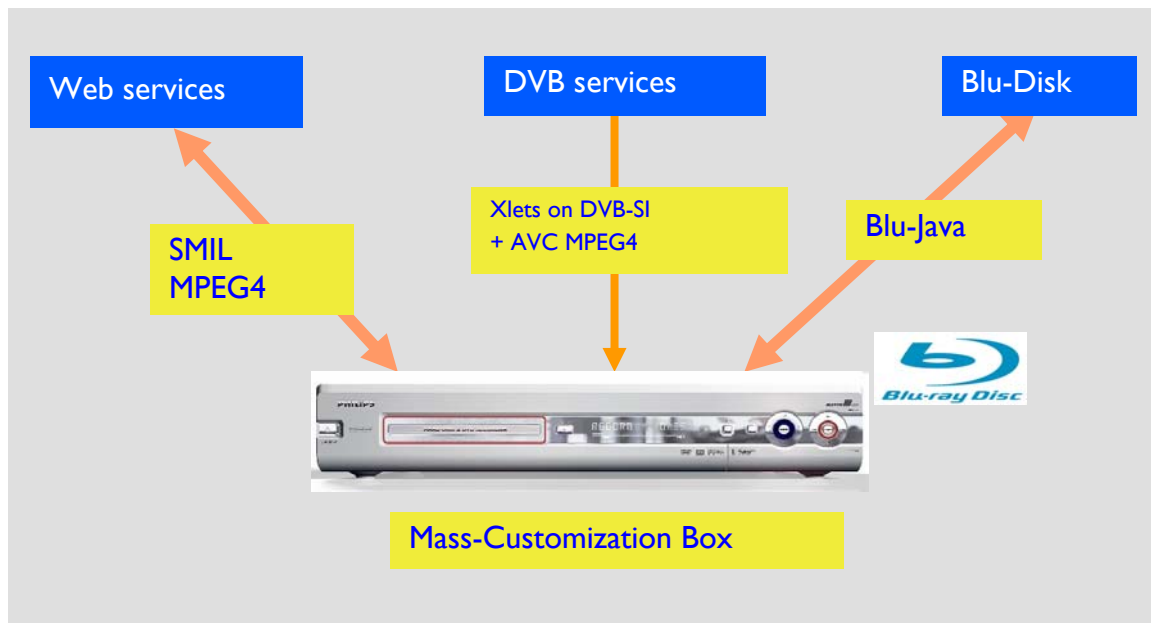 Web services
DVB services
Blu-Disk
Xlets on DVB-SI
+ AVC MPEG4
SMIL
MPEG4
Blu-Java
Blu-ray Disc
PHILIPS
Mass-Customization Box